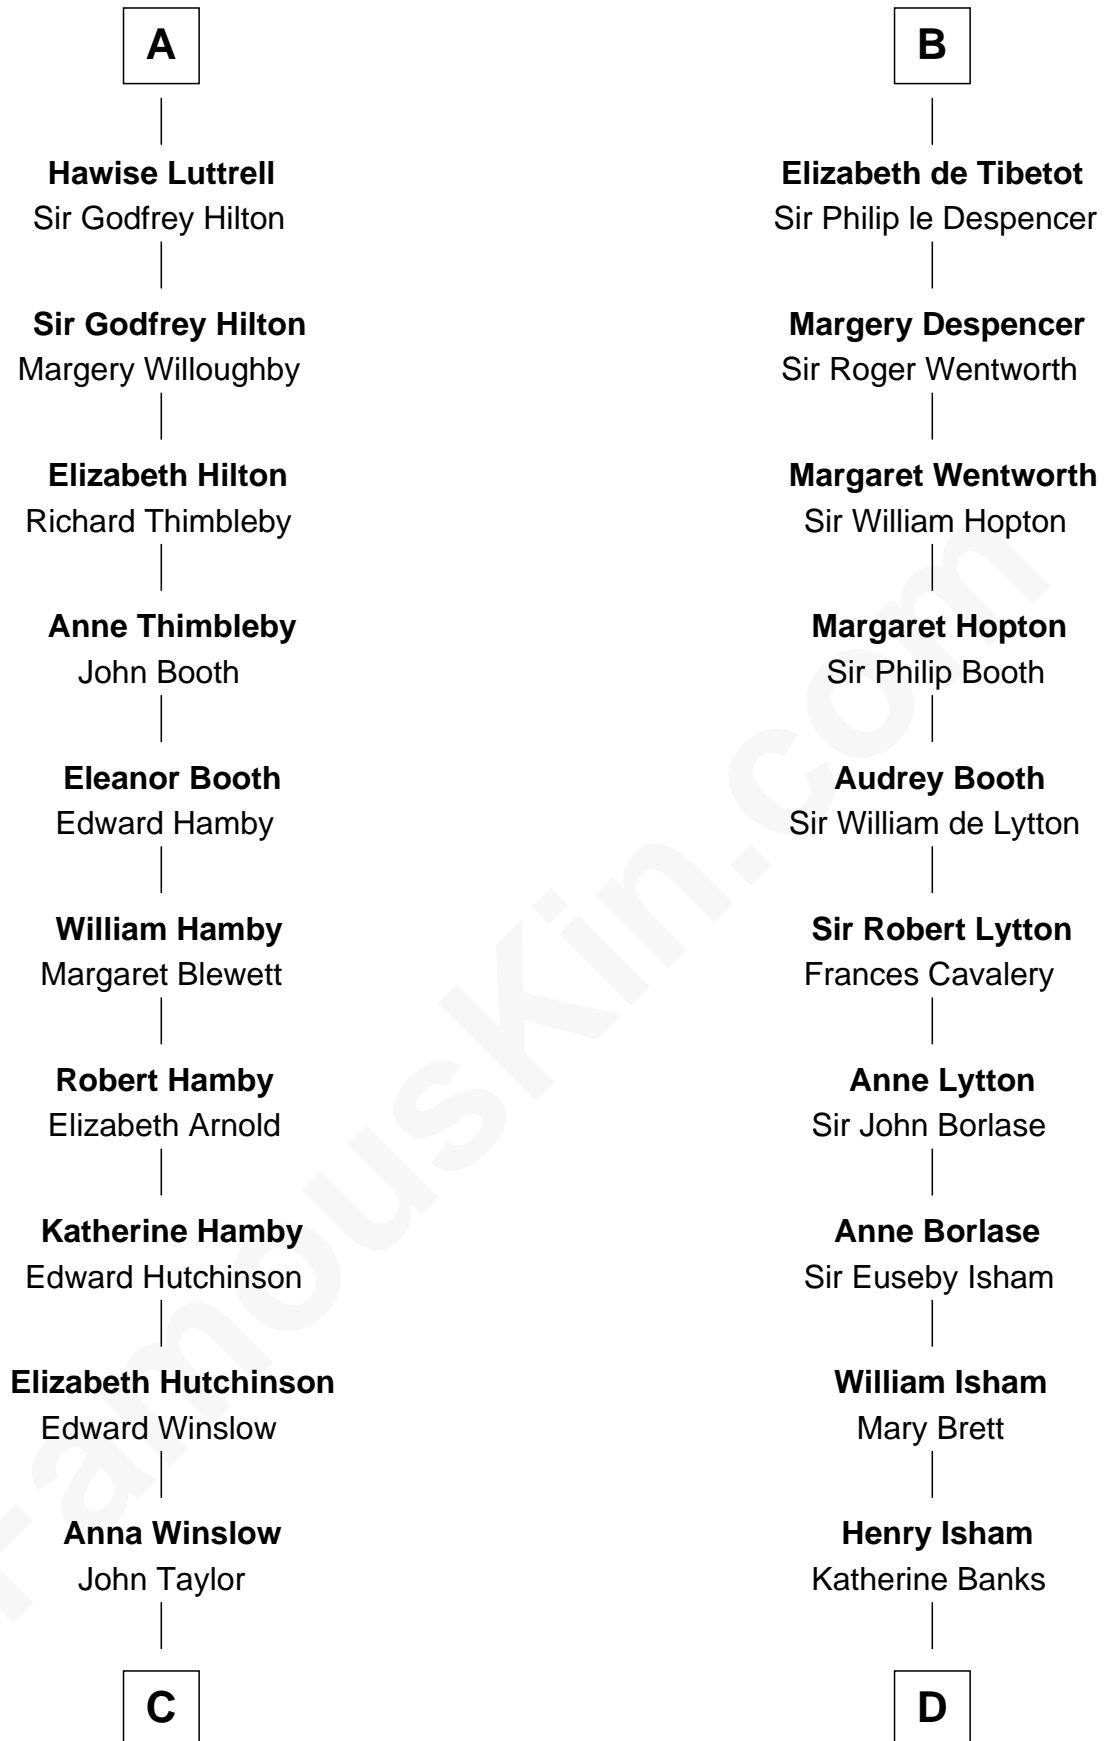 A
Hawise Luttrell
Sir Godfrey Hilton
Sir Godfrey Hilton
Margery Willoughby
Elizabeth Hilton
Richard Thimbleby
Anne Thimbleby
John Booth
Eleanor Booth
Edward Hamby
William Hamby
Margaret Blewett
Robert Hamby
Elizabeth Arnold
Katherine Hamby
Edward Hutchinson
Elizabeth Hutchinson
Edward Winslow
Anna Winslow
John Taylor
C
B
Elizabeth de Tibetot
Sir Philip le Despencer
Margery Despencer
Sir Roger Wentworth
Margaret Wentworth
Sir William Hopton
Margaret Hopton
Sir Philip Booth
Audrey Booth
Sir William de Lytton
Sir Robert Lytton
Frances Cavalery
Anne Lytton
Sir John Borlase
Anne Borlase
Sir Euseby Isham
William Isham
Mary Brett
Henry Isham
Katherine Banks
D
FamousKin.com